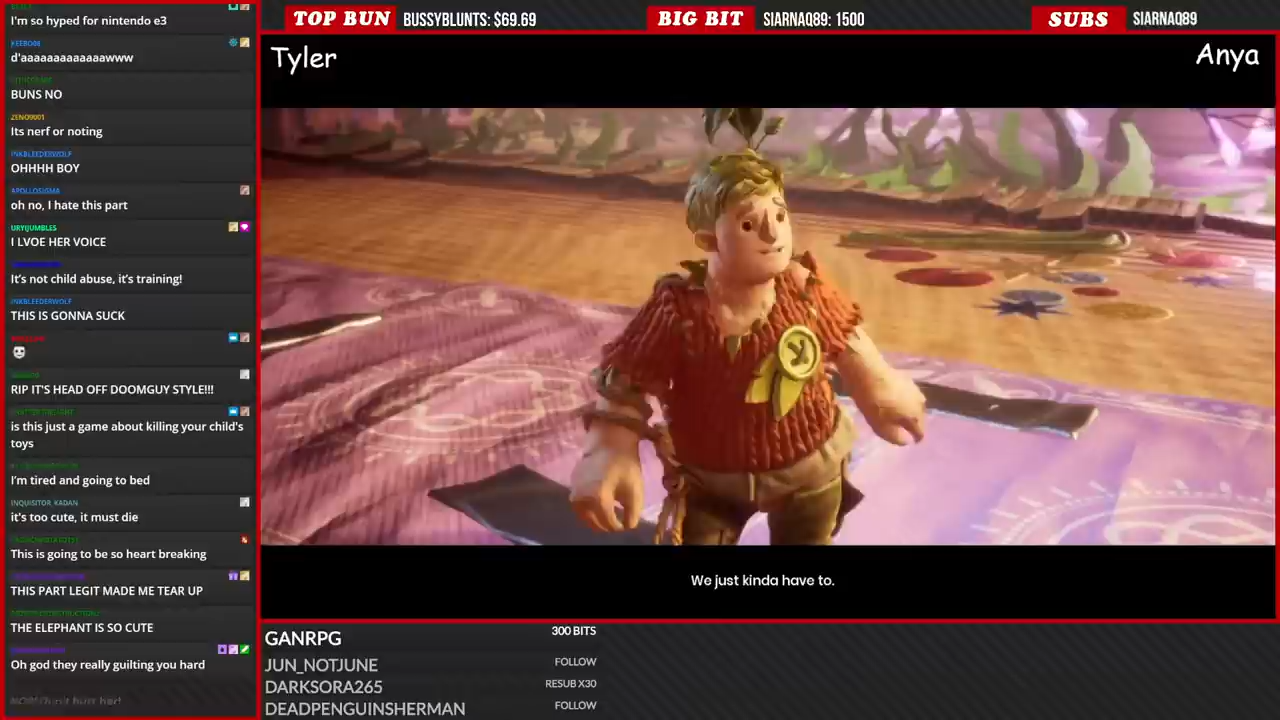 TOP BUN BUSSYBLUNTS: $69.69 BIG BIT SIARNAQ89: 1500 SUBS SIARNAQ89
I'm so hyped for nintendo e3
d'aaaaaaaaaaaaawww
BUNS NO
ZENO9001
Its nerf or noting
INKBLEEDERWOLF
OHHHH BOY
APOLLOSIGMA
oh no, I hate this part
URYIJUMBLES
I LVOE HER VOICE
It's not child abuse, it's training!
INKBLEEDERWOLF
THIS IS GONNA SUCK
RIP IT'S HEAD OFF DOOMGUY STYLE!!!
is this just a game about killing your child's
toys
I'm tired and going to bed
INQUISITOR_KADAN
it's too cute, it must die
This is going to be so heart breaking
THIS PART LEGIT MADE ME TEAR UP
THE ELEPHANT IS SO CUTE
Oh god they really guilting you hard
Tyler
Anya
We just kinda have to.
GANRPG 300 BITS
JUN_NOTJUNE FOLLOW
DARKSORA265 RESUB X30
DEADPENGUINSHERMAN FOLLOW